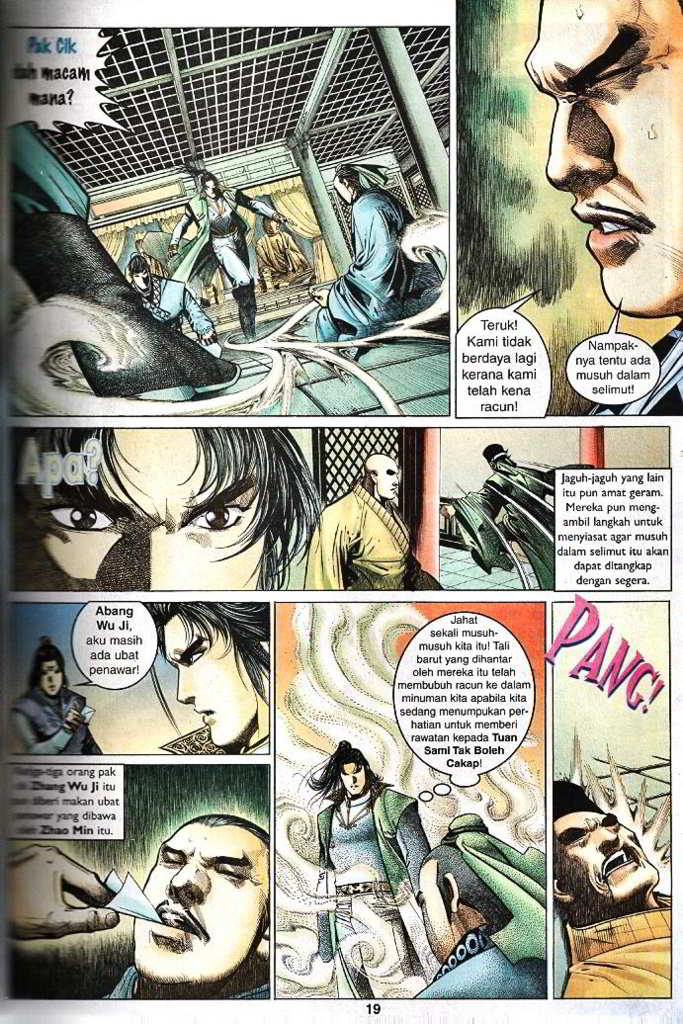 Pak Cik
dah macam
mana?
Teruk!
Kami tidak
berdaya lagi
kerana kami
telah kena
racun!
Nampak-
nya tentu ada
musuh dalam
selimut!
Apa?
Jaguh-jaguh yang lain
itu pun amat geram.
Mereka pun meng-
ambil langkah untuk
menyiasat agar musuh
dalam selimut itu akan
dapat ditangkap
dengan segera.
Abang
Wu Ji,
aku masih
ada ubat
penawar!
orang pak
Zhang Wu Ji itu
diberi makan ubat
penawar yang dibawa
oleh Zhao Min itu.
Jahat
sekali musuh-
musuh kita itu! Tali
barut yang dihantar
oleh mereka itu telah
membubuh racun ke dalam
minuman kita apabila kita
sedang menumpukan per-
hatian untuk memberi
rawatan kepada Tuan
Sami Tak Boleh
Cakap!
PANG!
19